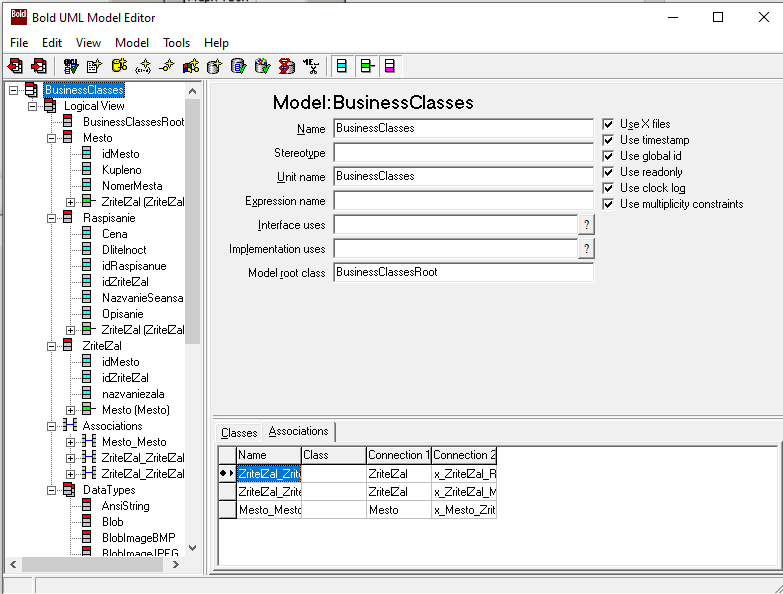 Bold Bold UML Model Editor
File Edit View Model Tools Help
BusinessClasses
Logical View
BusinessClassesRoot
Mesto
idMesto
Kupleno
NomerMesta
ZritelZal (ZritelZal
Raspisanie
Cena
Dlitelnoct
idRaspisanue
idZritelZal
NazvanieSeansa
Opisanie
ZritelZal (ZritelZal
ZritelZal
idMesto
idZritelZal
nazvaniezala
Mesto (Mesto)
Associations
Mesto_Mesto
ZritelZal_ZritelZal
ZritelZal_ZritelZal
DataTypes
AnsiString
Blob
BlobImageBMP
BlobImageJPEG
Model:BusinessClasses
Name BusinessClasses
Stereotype
Unit name BusinessClasses
Expression name
Interface uses ?
Implementation uses ?
Model root class BusinessClassesRoot
Use X files
Use timestamp
Use global id
Use readonly
Use clock log
Use multiplicity constraints
Classes Associations
Name Class Connection 1 Connection 2
ZritelZal_Zrite ZritelZal x_ZritelZal_R
ZritelZal_Zrite ZritelZal x_ZritelZal_M
Mesto_Mesto Mesto x_Mesto_Zrit